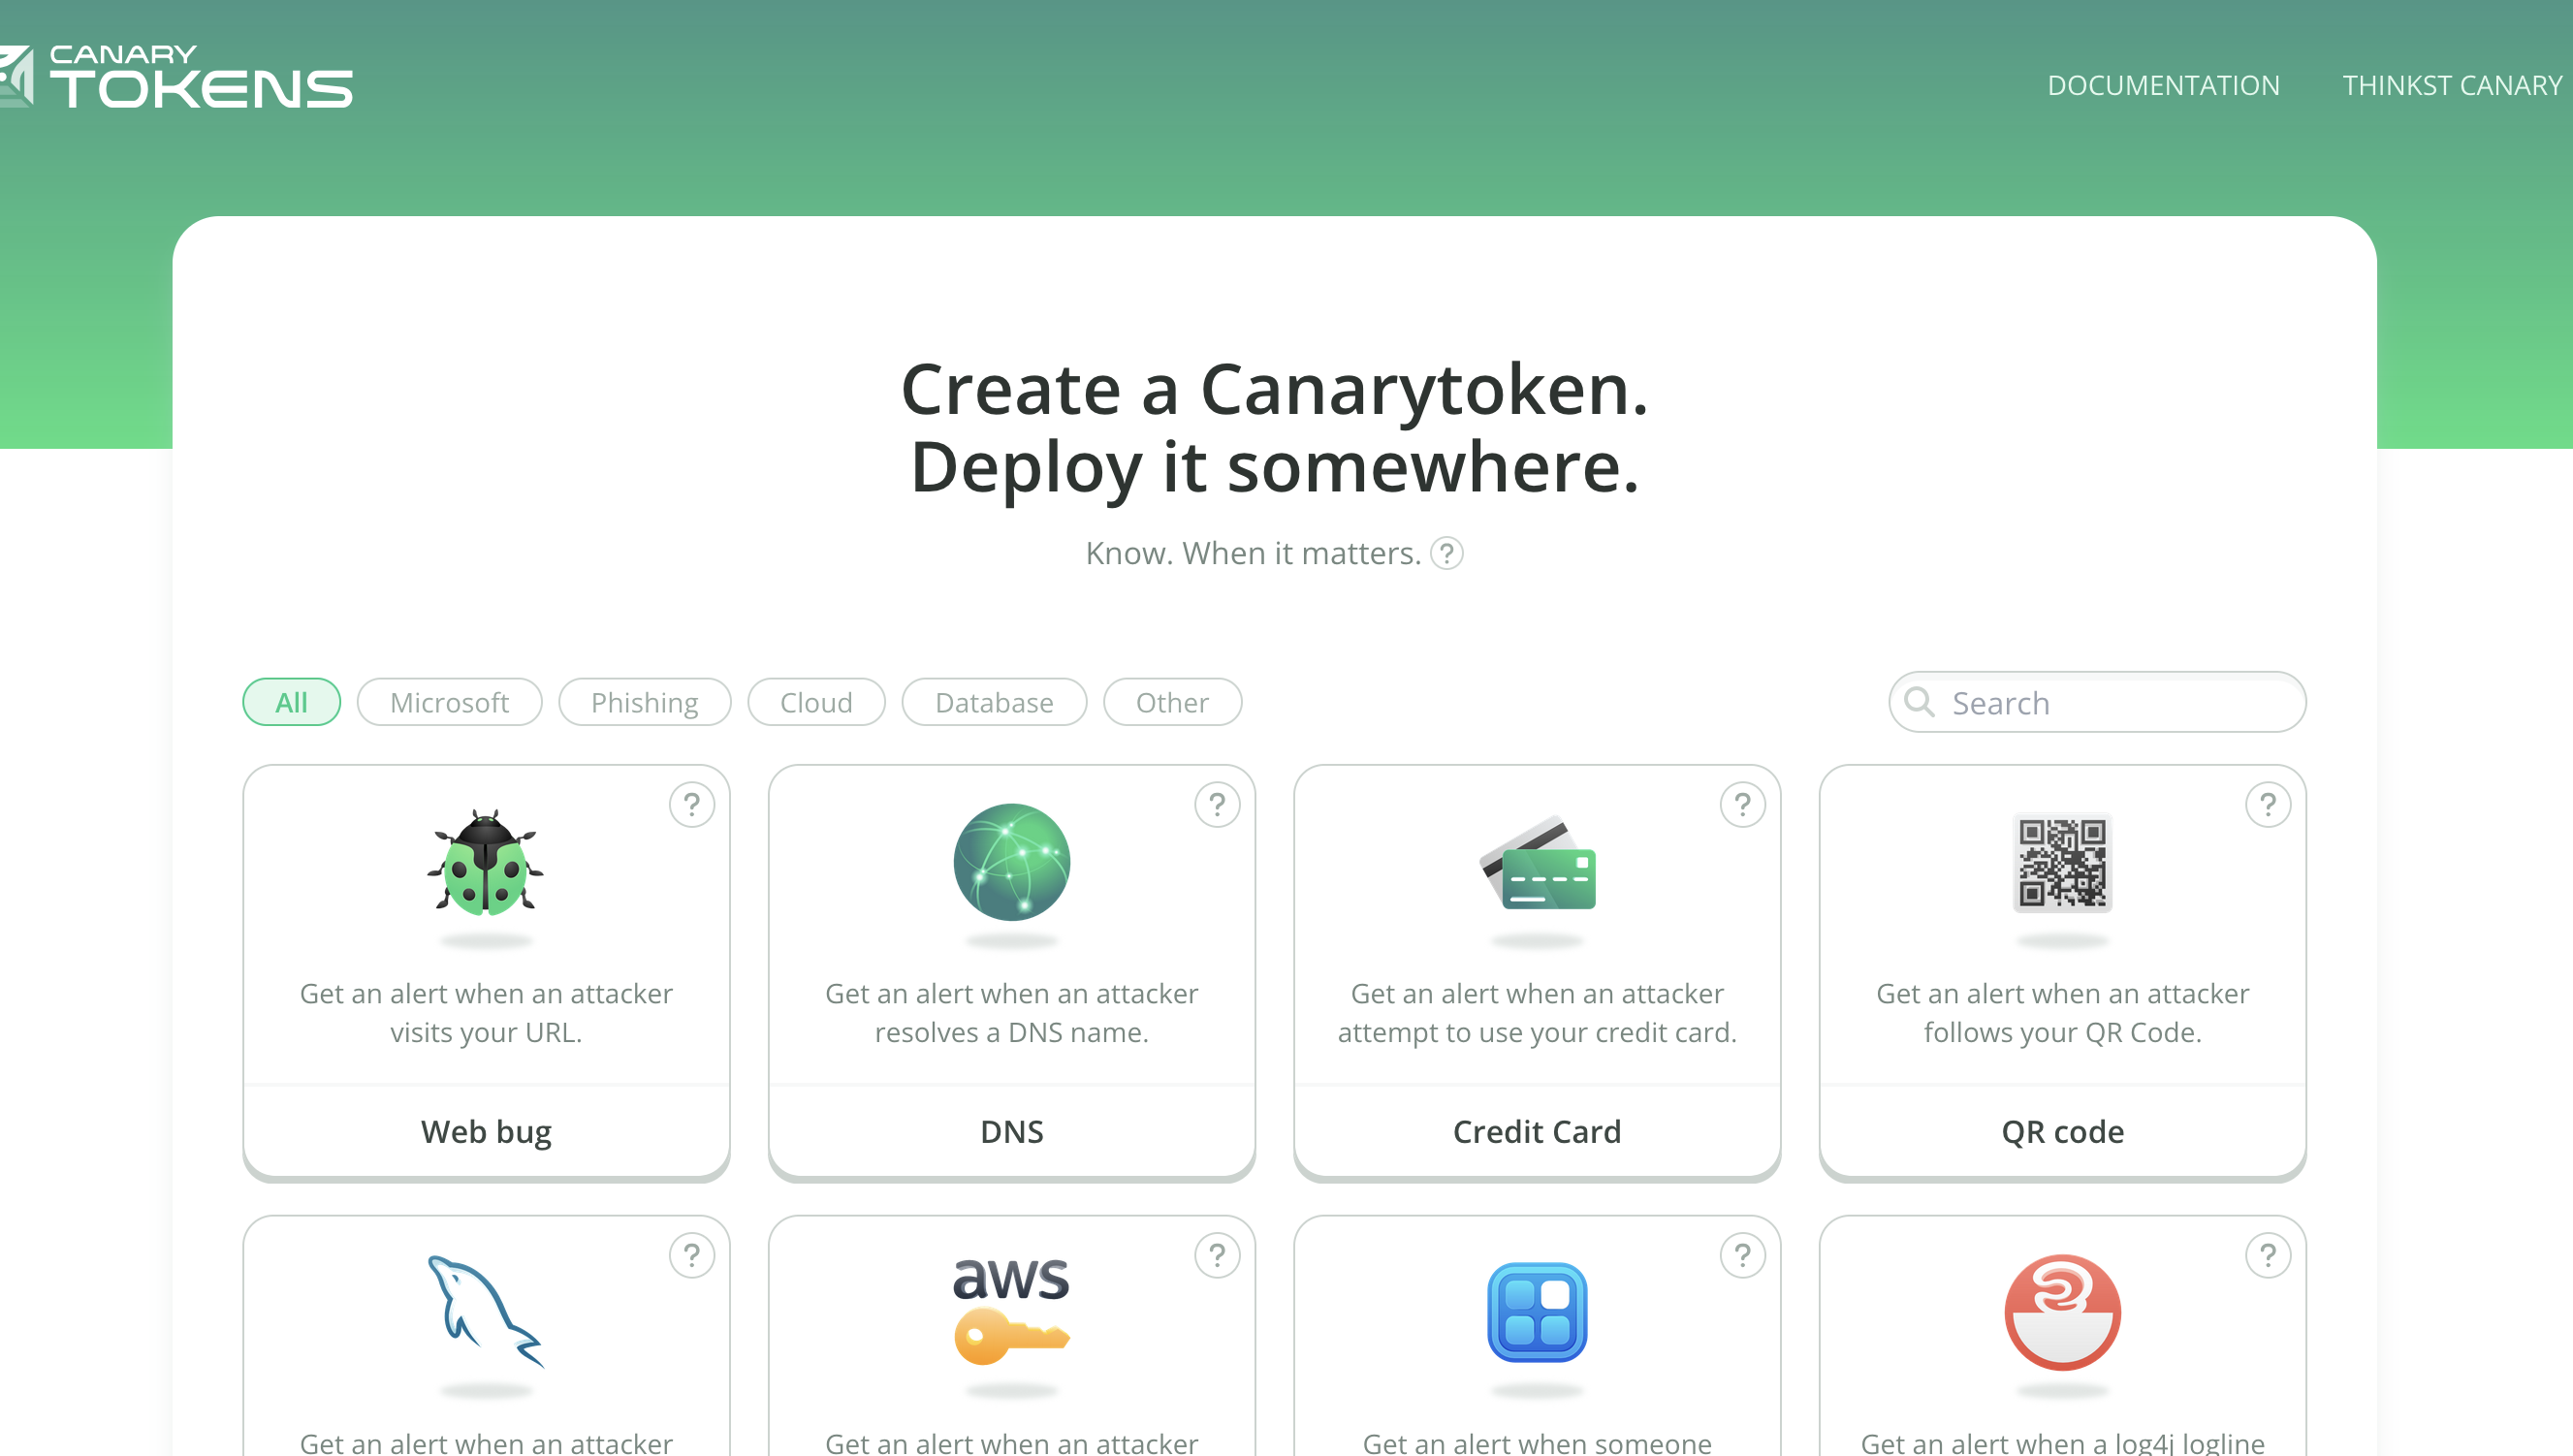 CANARY
TOKENS
DOCUMENTATION
THINKST CANARY
Create a Canarytoken.
Deploy it somewhere.
Know. When it matters. ?
All
Microsoft
Phishing
Cloud
Database
Other
Search
?
Get an alert when an attacker
visits your URL.
Web bug
?
Get an alert when an attacker
resolves a DNS name.
DNS
?
Get an alert when an attacker
attempt to use your credit card.
Credit Card
?
Get an alert when an attacker
follows your QR Code.
QR code
?
Get an alert when an attacker
?
aws
Get an alert when an attacker
?
Get an alert when someone
?
Get an alert when a log4j logline